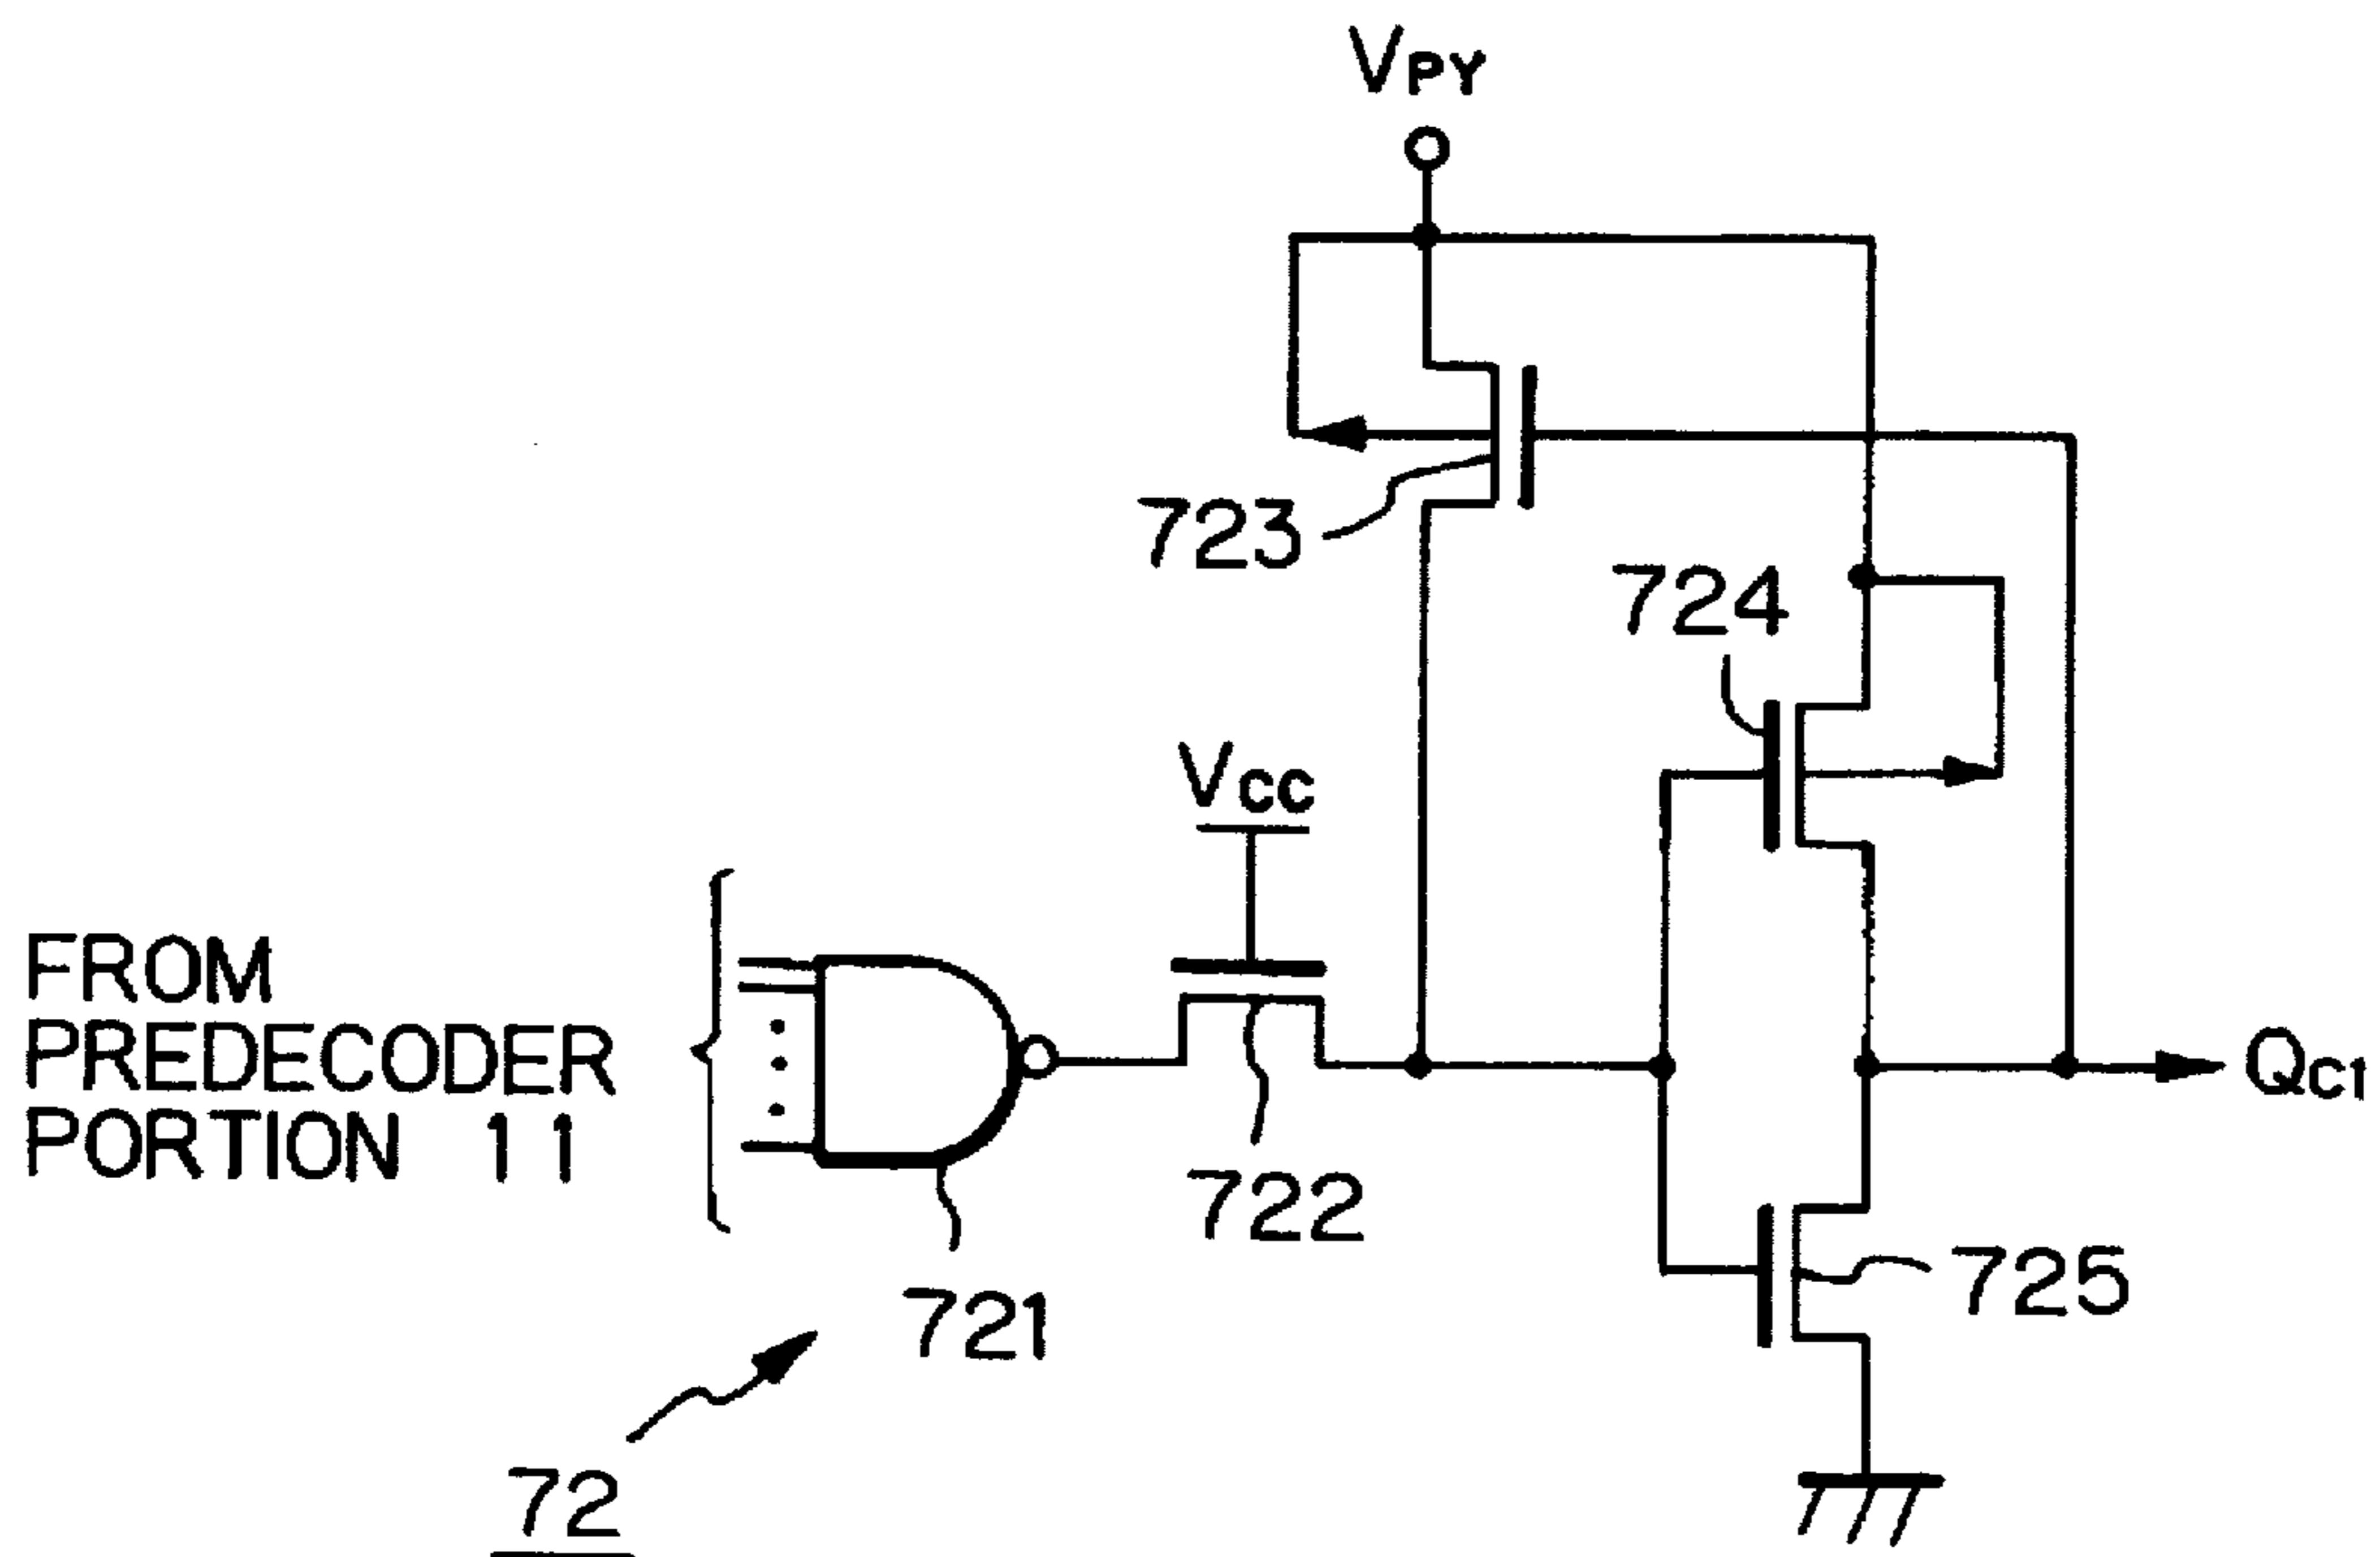 VPY
723
724
VCC
FROM
PREDECODER
PORTION 11
QC1
722
725
721
72